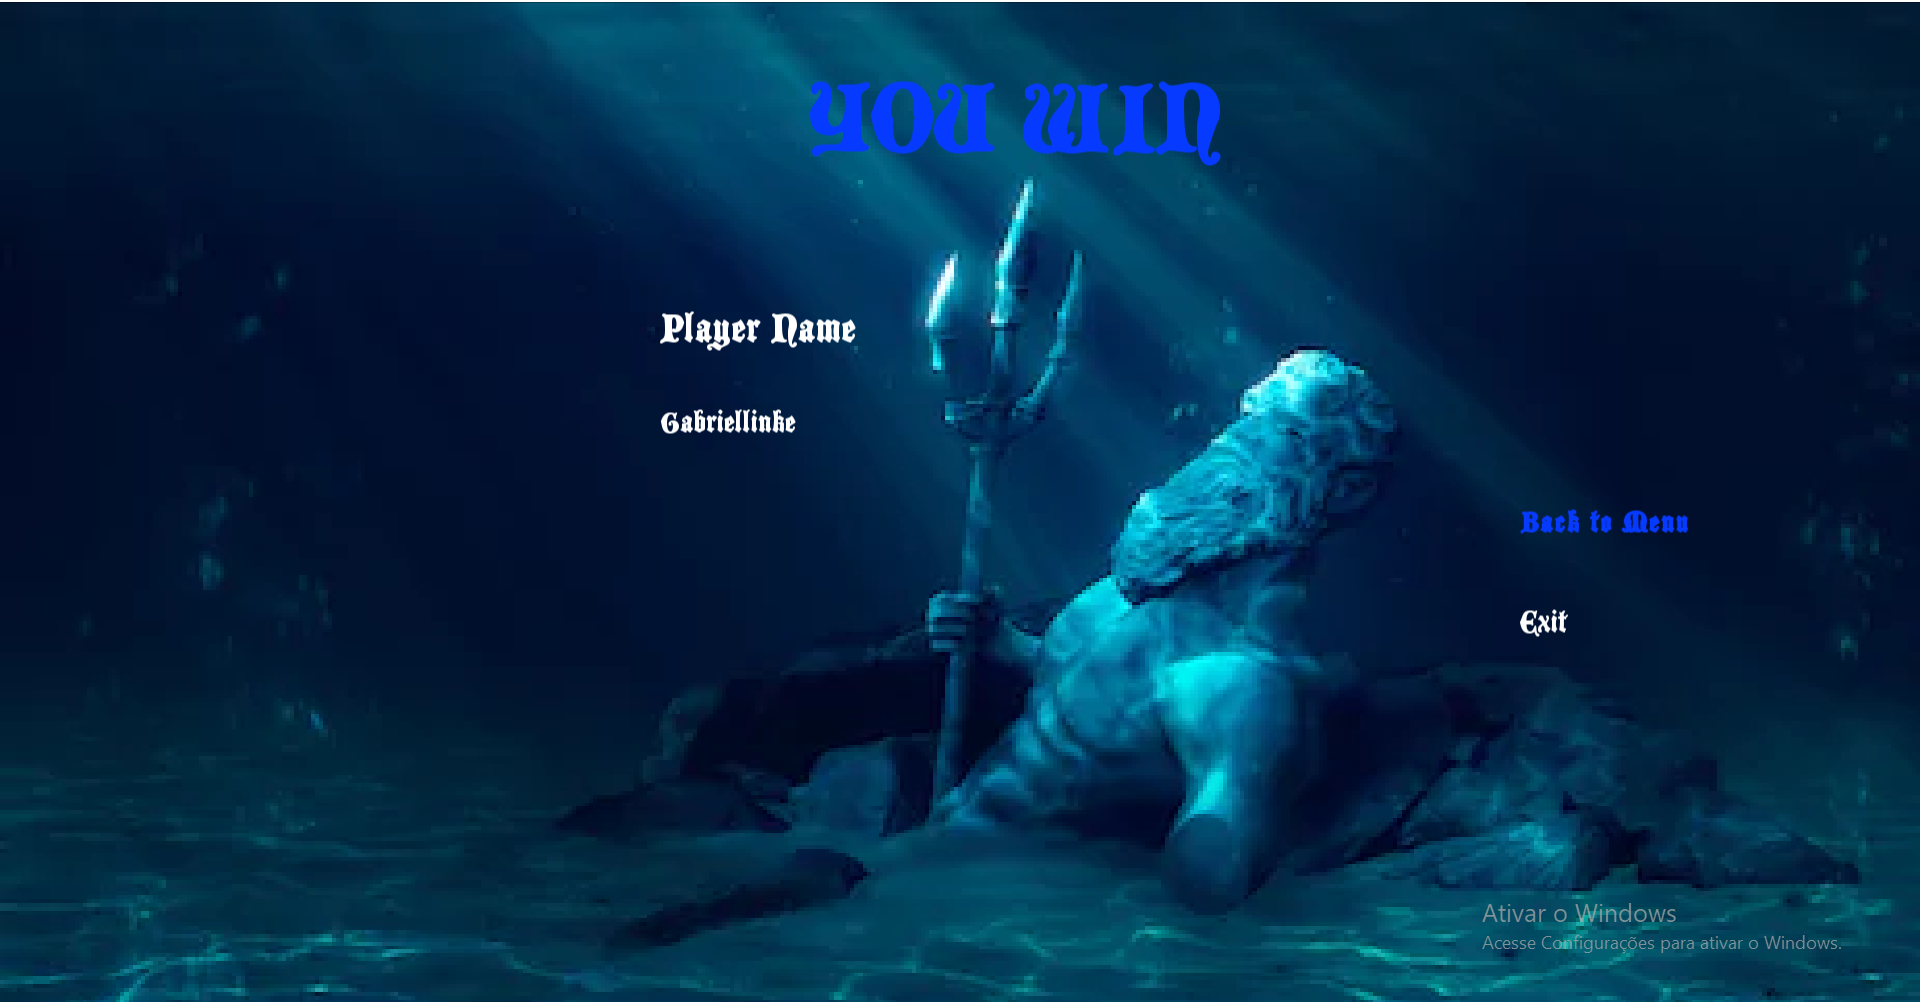 YOU WIN
Player Name
Gabriellinke
Back to Menu
Exit
Ativar o Windows
Acesse Configurações para ativar o Windows.